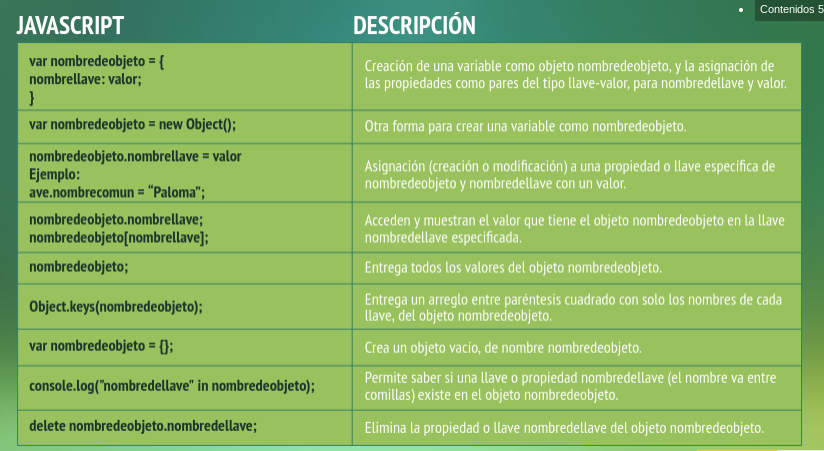 Contenidos 5
JAVASCRIPT
DESCRIPCIÓN
var nombredeobjeto = {
nombrellave: valor;
}
Creación de una variable como objeto nombredeobjeto, y la asignación de
las propiedades como pares del tipo llave-valor, para nombredellave y valor.
var nombredeobjeto = new Object();
Otra forma para crear una variable como nombredeobjeto.
nombredeobjeto.nombrellave = valor
Ejemplo:
ave.nombrecomun = “Paloma”;
Asignación (creación o modificación) a una propiedad o llave específica de
nombredeobjeto y nombredellave con un valor.
nombredeobjeto.nombrellave;
nombredeobjeto[nombrellave];
Acceden y muestran el valor que tiene el objeto nombredeobjeto en la llave
nombredellave especificada.
nombredeobjeto;
Entrega todos los valores del objeto nombredeobjeto.
Object.keys(nombredeobjeto);
Entrega un arreglo entre paréntesis cuadrado con solo los nombres de cada
llave, del objeto nombredeobjeto.
var nombredeobjeto = {};
Crea un objeto vacío, de nombre nombredeobjeto.
console.log("nombredellave" in nombredeobjeto);
Permite saber si una llave o propiedad nombredellave (el nombre va entre
comillas) existe en el objeto nombredeobjeto.
delete nombredeobjeto.nombredellave;
Elimina la propiedad o llave nombredellave del objeto nombredeobjeto.